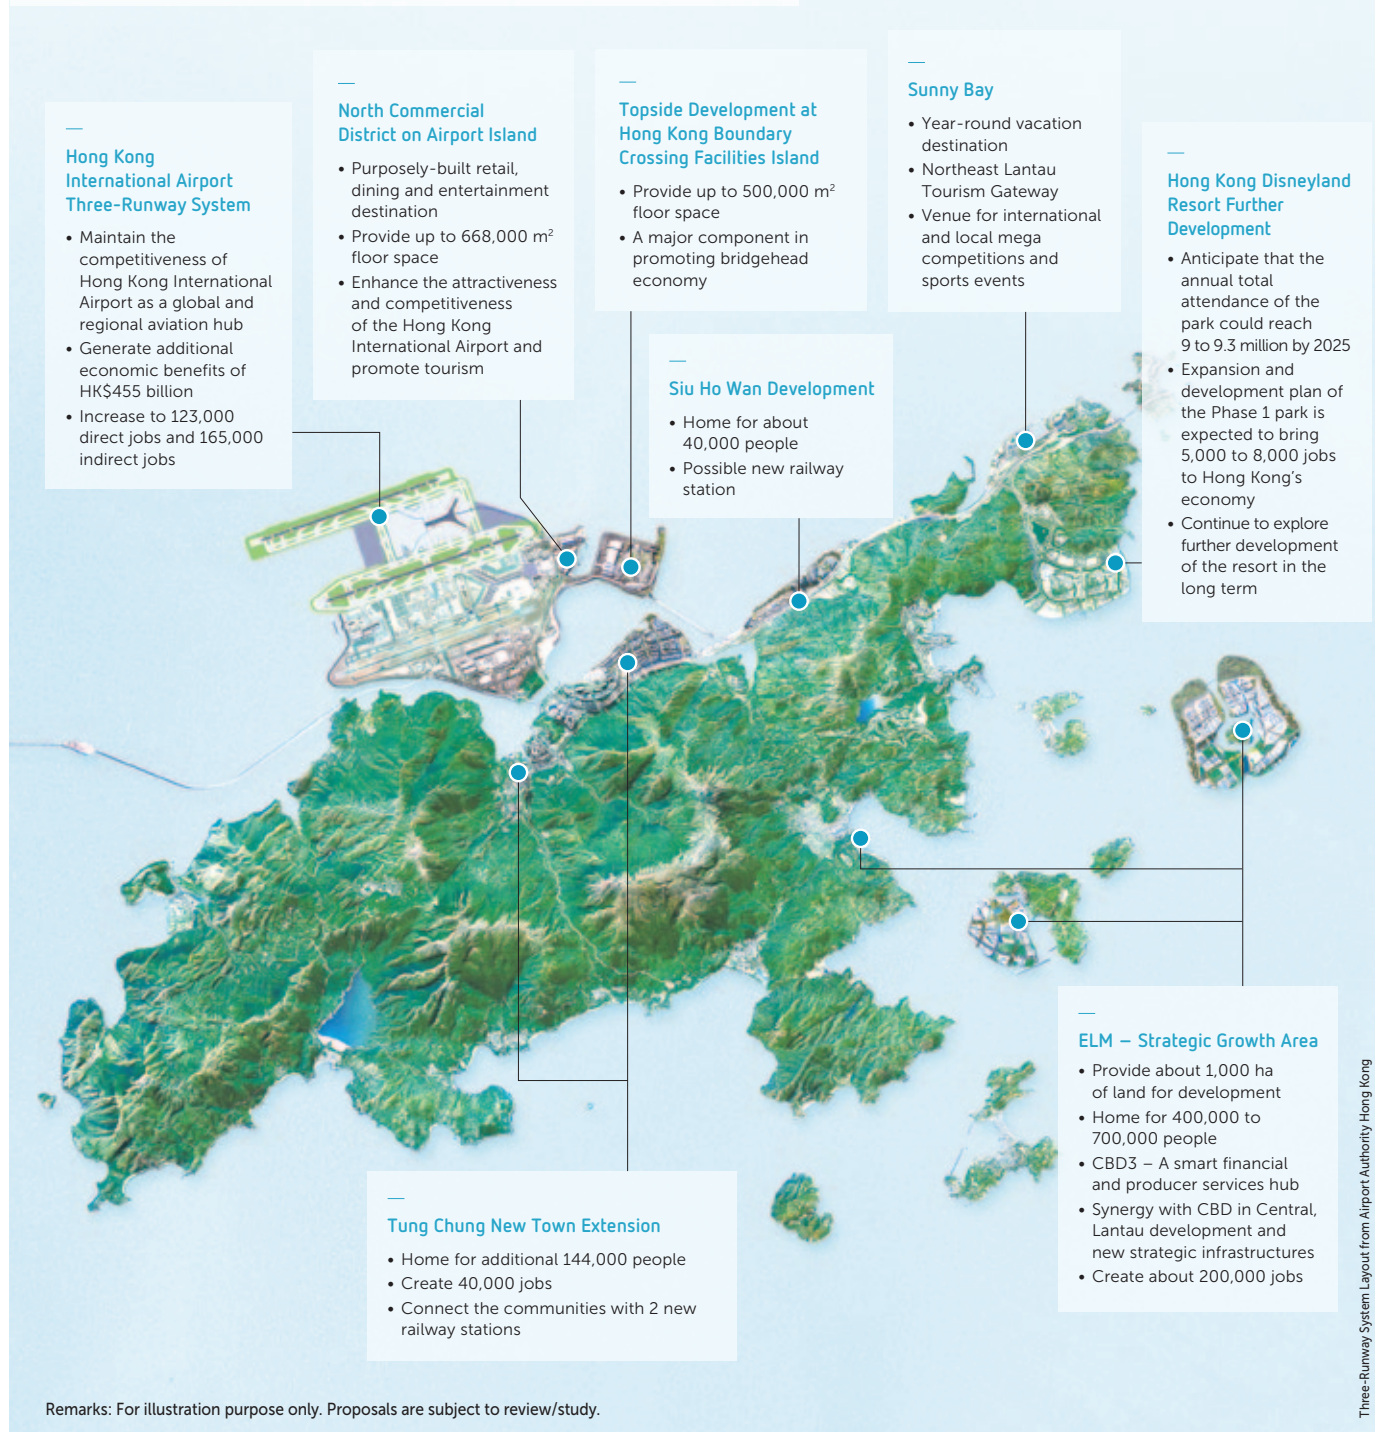 Hong Kong
International Airport
Three-Runway System
• Maintain the
competitiveness of
Hong Kong International
Airport as a global and
regional aviation hub
• Generate additional
economic benefits of
HK$455 billion
• Increase to 123,000
direct jobs and 165,000
indirect jobs
North Commercial
District on Airport Island
• Purposely-built retail,
dining and entertainment
destination
• Provide up to 668,000 m²
floor space
• Enhance the attractiveness
and competitiveness
of the Hong Kong
International Airport and
promote tourism
Topside Development at
Hong Kong Boundary
Crossing Facilities Island
• Provide up to 500,000 m²
floor space
• A major component in
promoting bridgehead
economy
Siu Ho Wan Development
• Home for about
40,000 people
• Possible new railway
station
Sunny Bay
• Year-round vacation
destination
• Northeast Lantau
Tourism Gateway
• Venue for international
and local mega
competitions and
sports events
Hong Kong Disneyland
Resort Further
Development
• Anticipate that the
annual total
attendance of the
park could reach
9 to 9.3 million by 2025
• Expansion and
development plan of
the Phase 1 park is
expected to bring
5,000 to 8,000 jobs
to Hong Kong's
economy
• Continue to explore
further development
of the resort in the
long term
ELM – Strategic Growth Area
• Provide about 1,000 ha
of land for development
• Home for 400,000 to
700,000 people
• CBD3 – A smart financial
and producer services hub
• Synergy with CBD in Central,
Lantau development and
new strategic infrastructures
• Create about 200,000 jobs
Tung Chung New Town Extension
• Home for additional 144,000 people
• Create 40,000 jobs
• Connect the communities with 2 new
railway stations
Three-Runway System Layout from Airport Authority Hong Kong
Remarks: For illustration purpose only. Proposals are subject to review/study.